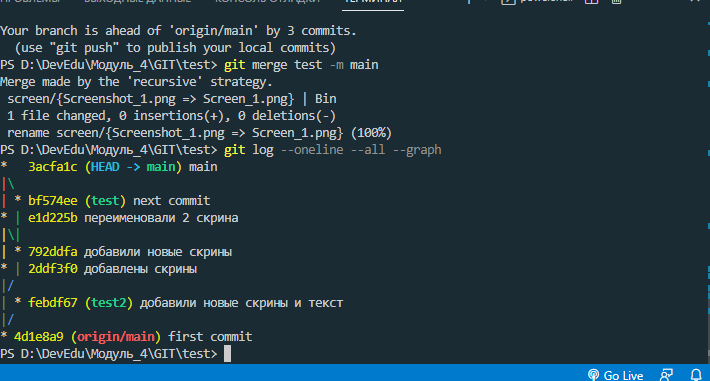 Your branch is ahead of 'origin/main' by 3 commits.
(use "git push" to publish your local commits)
PS D:\DevEdu\Модуль_4\GIT\test> git merge test -m main
Merge made by the 'recursive' strategy.
screen/{Screenshot_1.png => Screen_1.png} | Bin
1 file changed, 0 insertions(+), 0 deletions(-)
rename screen/{Screenshot_1.png => Screen_1.png} (100%)
PS D:\DevEdu\Модуль_4\GIT\test> git log --oneline --all --graph
*   3acfa1c (HEAD -> main) main
|\
| * bf574ee (test) next commit
* | e1d225b переименовали 2 скрина
|\|
| * 792ddfa добавили новые скрины
* | 2ddf3f0 добавлены скрины
|/
| * febdf67 (test2) добавили новые скрины и текст
|/
* 4d1e8a9 (origin/main) first commit
PS D:\DevEdu\Модуль_4\GIT\test>
Go Live